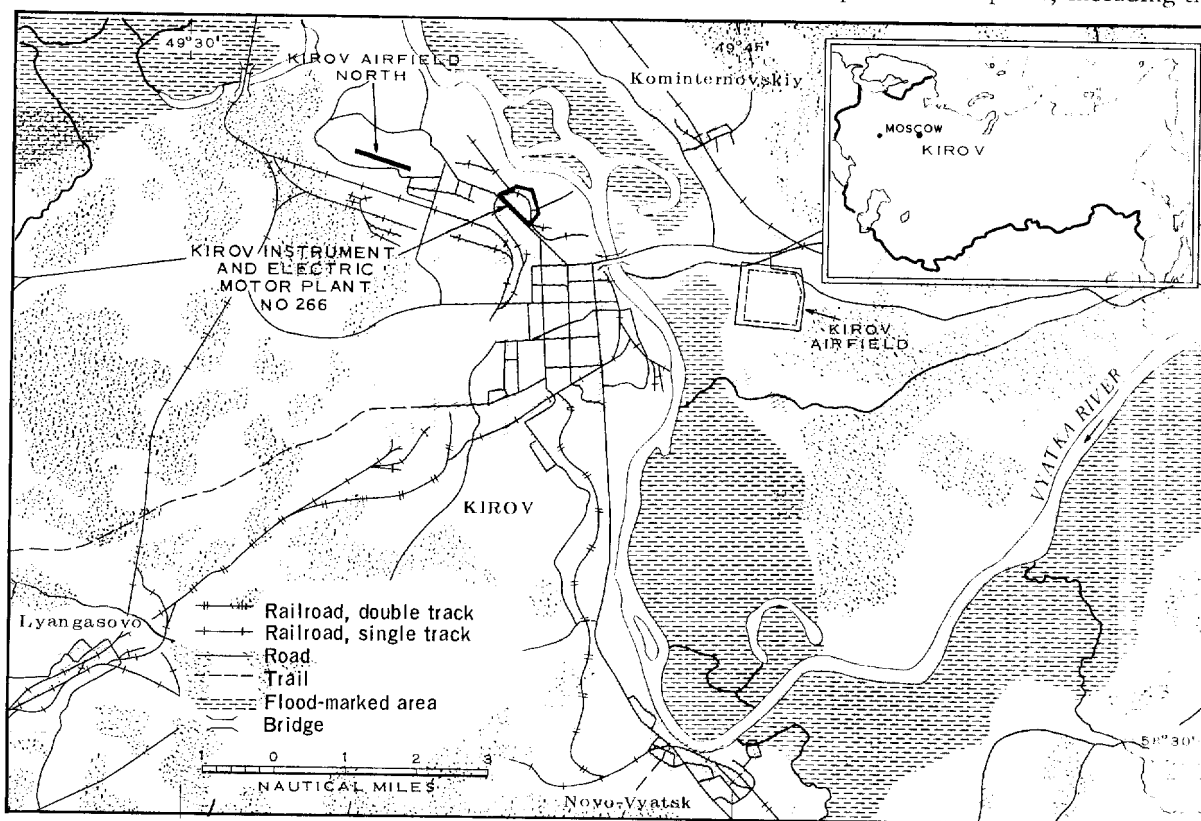 including t
49°30'
KIROV AIRFIELD
NORTH
49°45'
Kominternovskiy
MOSCOW
KIROV
KIROV INSTRUMENT
AND ELECTRIC
MOTOR PLANT
NO 266
KIROV
AIRFIELD
VYATKA RIVER
KIROV
Lyangasovo
Railroad, double track
Railroad, single track
Road
Trail
Flood-marked area
Bridge
1 0 1 2 3
NAUTICAL MILES
Novo-Vyatsk
58°30'